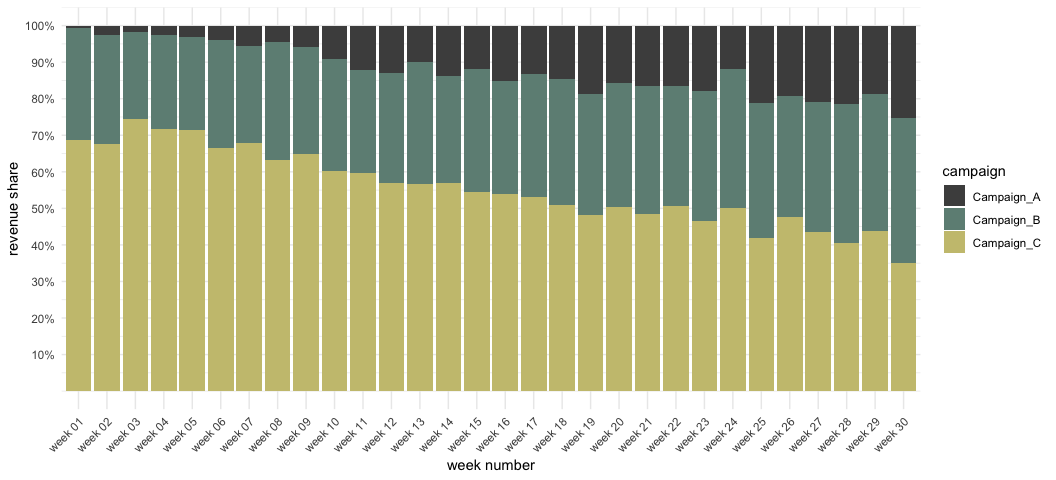 100%
90%
80%
70%
60%
50%
40%
30%
20%
10%
revenue share
week 01
week 02
week 03
week 04
week 05
week 06
week 07
week 08
week 09
week 10
week 11
week 12
week 13
week 14
week 15
week 16
week 17
week 18
week 19
week 20
week 21
week 22
week 23
week 24
week 25
week 26
week 27
week 28
week 29
week 30
week number
campaign
Campaign_A
Campaign_B
Campaign_C